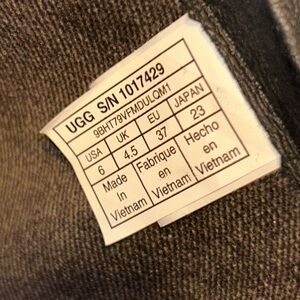 UGG S/N 1017429
9BHT79VFMDULQM1
USA UK EU JAPAN
6 4.5 37 23
Made Fabrique Hecho
in en en
Vietnam Vietnam Vietnam